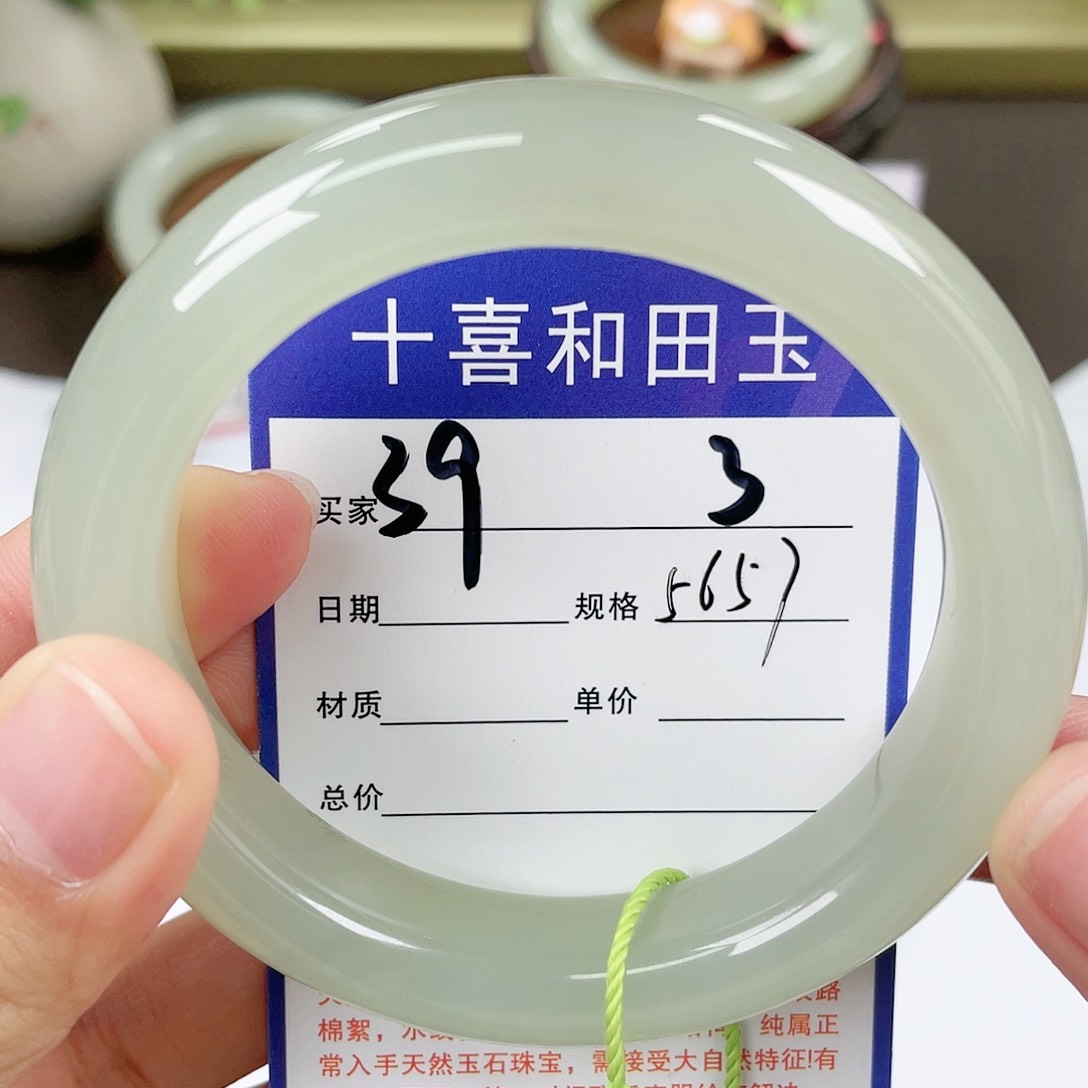 十喜和田玉
买家 39 3
日期 规格 5657
材质 单价
总价
棉絮，
纯属正
常入手天然玉石珠宝，需接受大自然特征!有